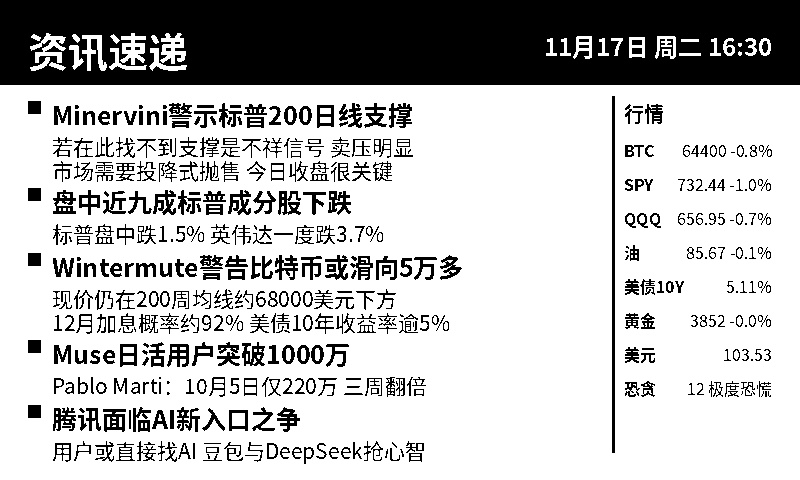 资讯速递
11月17日 周二 16:30
Minervini警示标普200日线支撑
若在此找不到支撑是不祥信号 卖压明显
市场需要投降式抛售 今日收盘很关键
盘中近九成标普成分股下跌
标普盘中跌1.5% 英伟达一度跌3.7%
Wintermute警告比特币或滑向5万多
现价仍在200周均线约68000美元下方
12月加息概率约92% 美债10年收益率逾5%
Muse日活用户突破1000万
Pablo Marti：10月5日仅220万 三周翻倍
腾讯面临AI新入口之争
用户或直接找AI 豆包与DeepSeek抢心智
行情
BTC 64400 -0.8%
SPY 732.44 -1.0%
QQQ 656.95 -0.7%
油 85.67 -0.1%
美债10Y 5.11%
黄金 3852 -0.0%
美元 103.53
恐贪 12 极度恐慌